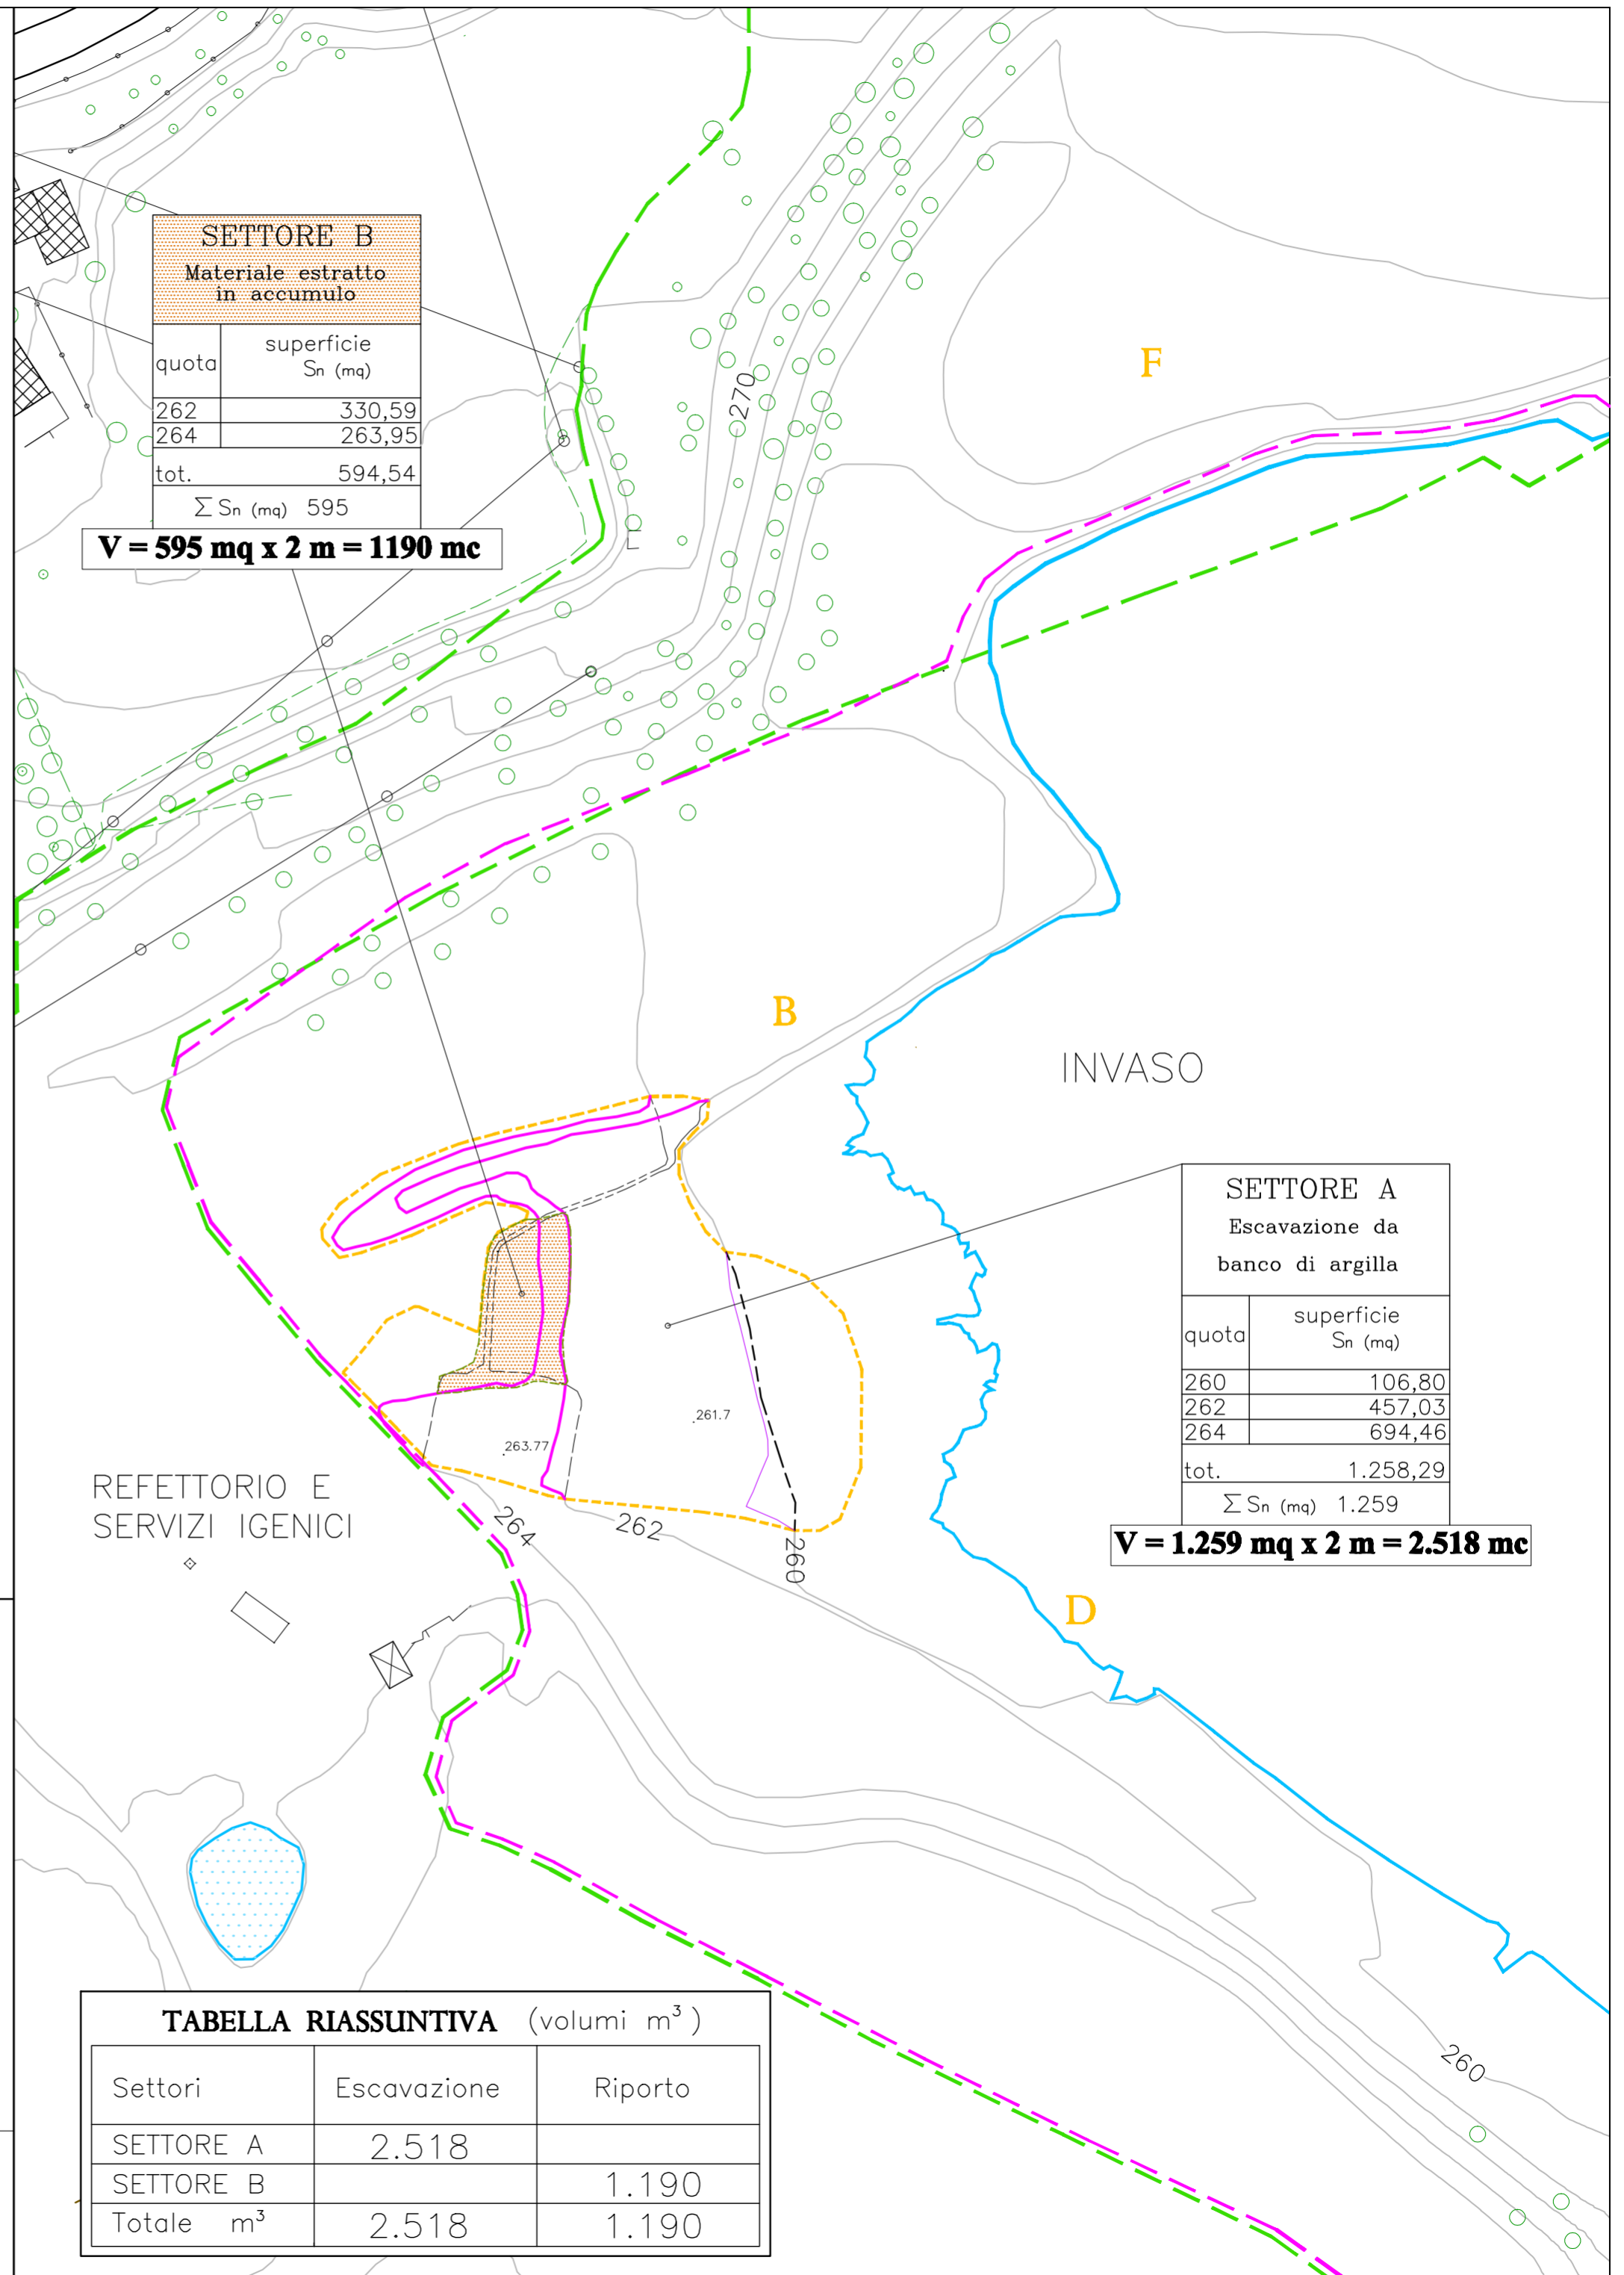 SETTORE B
Materiale estratto
in accumulo
quota superficie
Sn (mq)
262 330,59
264 263,95
tot. 594,54
∑ Sn (mq) 595
V = 595 mq x 2 m = 1190 mc
270
F
B
INVASO
SETTORE A
Escavazione da
banco di argilla
quota superficie
Sn (mq)
260 106,80
262 457,03
264 694,46
tot. 1.258,29
∑ Sn (mq) 1.259
V = 1.259 mq x 2 m = 2.518 mc
261.7
263.77
REFETTORIO E
SERVIZI IGENICI
264
262
260
D
260
TABELLA RIASSUNTIVA (volumi m³)
Settori Escavazione Riporto
SETTORE A 2.518
SETTORE B 1.190
Totale m³ 2.518 1.190